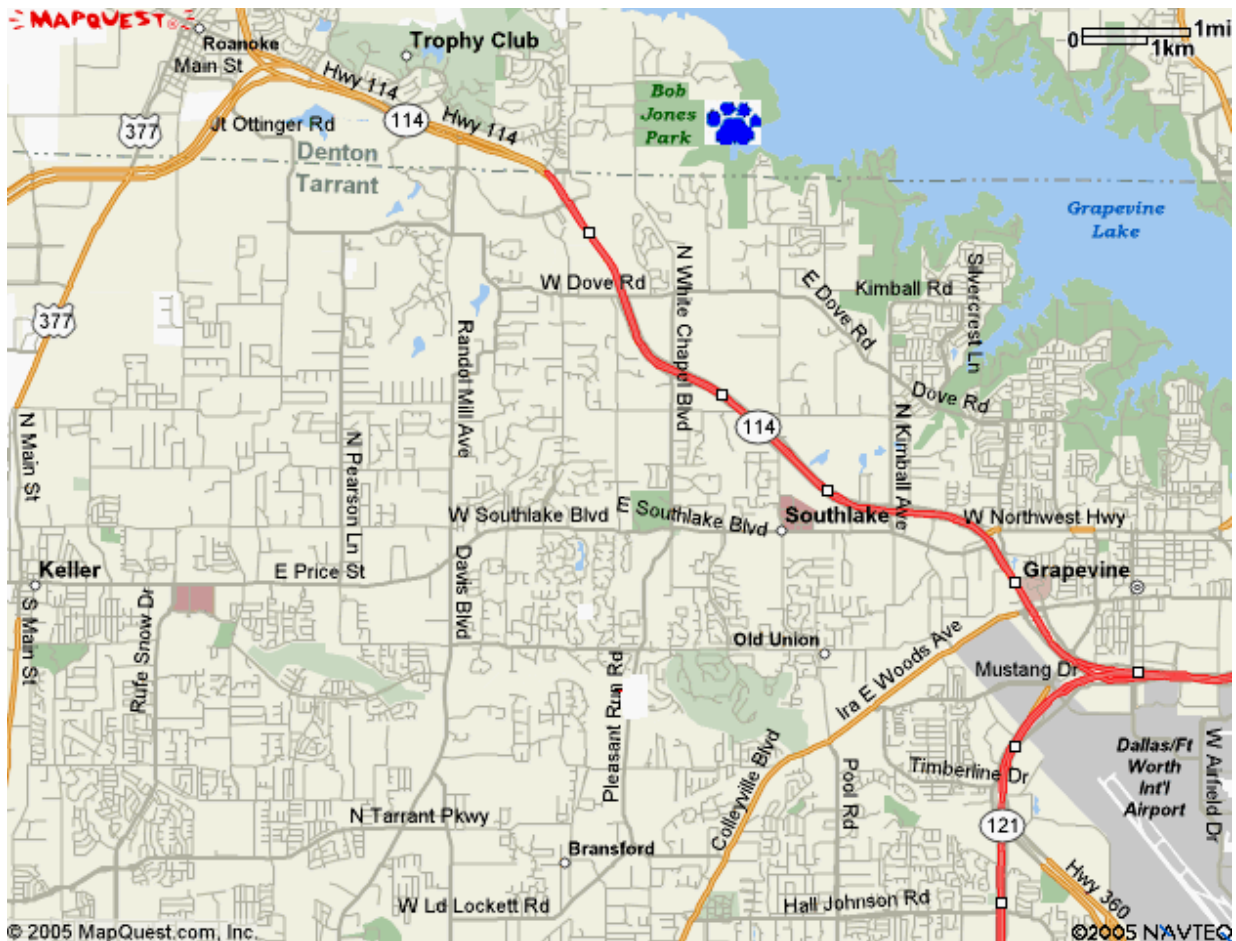 MAPQUEST
Roanoke
Main St
Trophy Club
0
1mi
1km
Hwy 114
114
Hwy 114
Bob
Jones
Park
377
Jt Ottinger Rd
Denton
Tarrant
Grapevine
Lake
W Dove Rd
N White Chapel Blvd
E Dove Rd
Kimball Rd
Silvercrest Ln
377
Randol Mill Ave
Dove Rd
N Main St
N Pearson Ln
114
N Kimball Ave
W Southlake Blvd
E Southlake Blvd
Southlake
W Northwest Hwy
Keller
E Price St
Davis Blvd
Grapevine
S Main St
Rufe Snow Dr
Pleasant Run Rd
Old Union
Ira E Woods Ave
Mustang Dr
Colleyville Blvd
Pool Rd
Timberline Dr
Dallas/Ft
Worth
Int'l
Airport
W Airfield Dr
N Tarrant Pkwy
121
Bransford
Hwy 360
W Ld Lockett Rd
Hall Johnson Rd
© 2005 MapQuest.com, Inc.
©2005 NAVTEQ